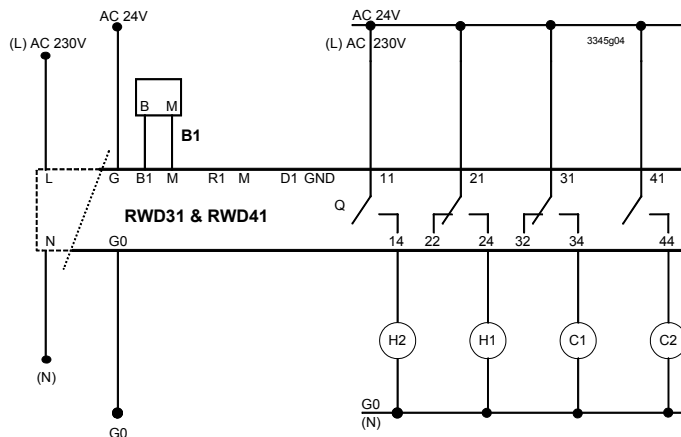 AC 24V
AC 24V
(L) AC 230V
(L) AC 230V
3345g04
B M
B1
L G B1 M R1 M D1 GND 11 21 31 41
Q
RWD31 & RWD41
N G0 14 22 24 32 34 44
H2 H1 C1 C2
(N)
G0
(N)
G0